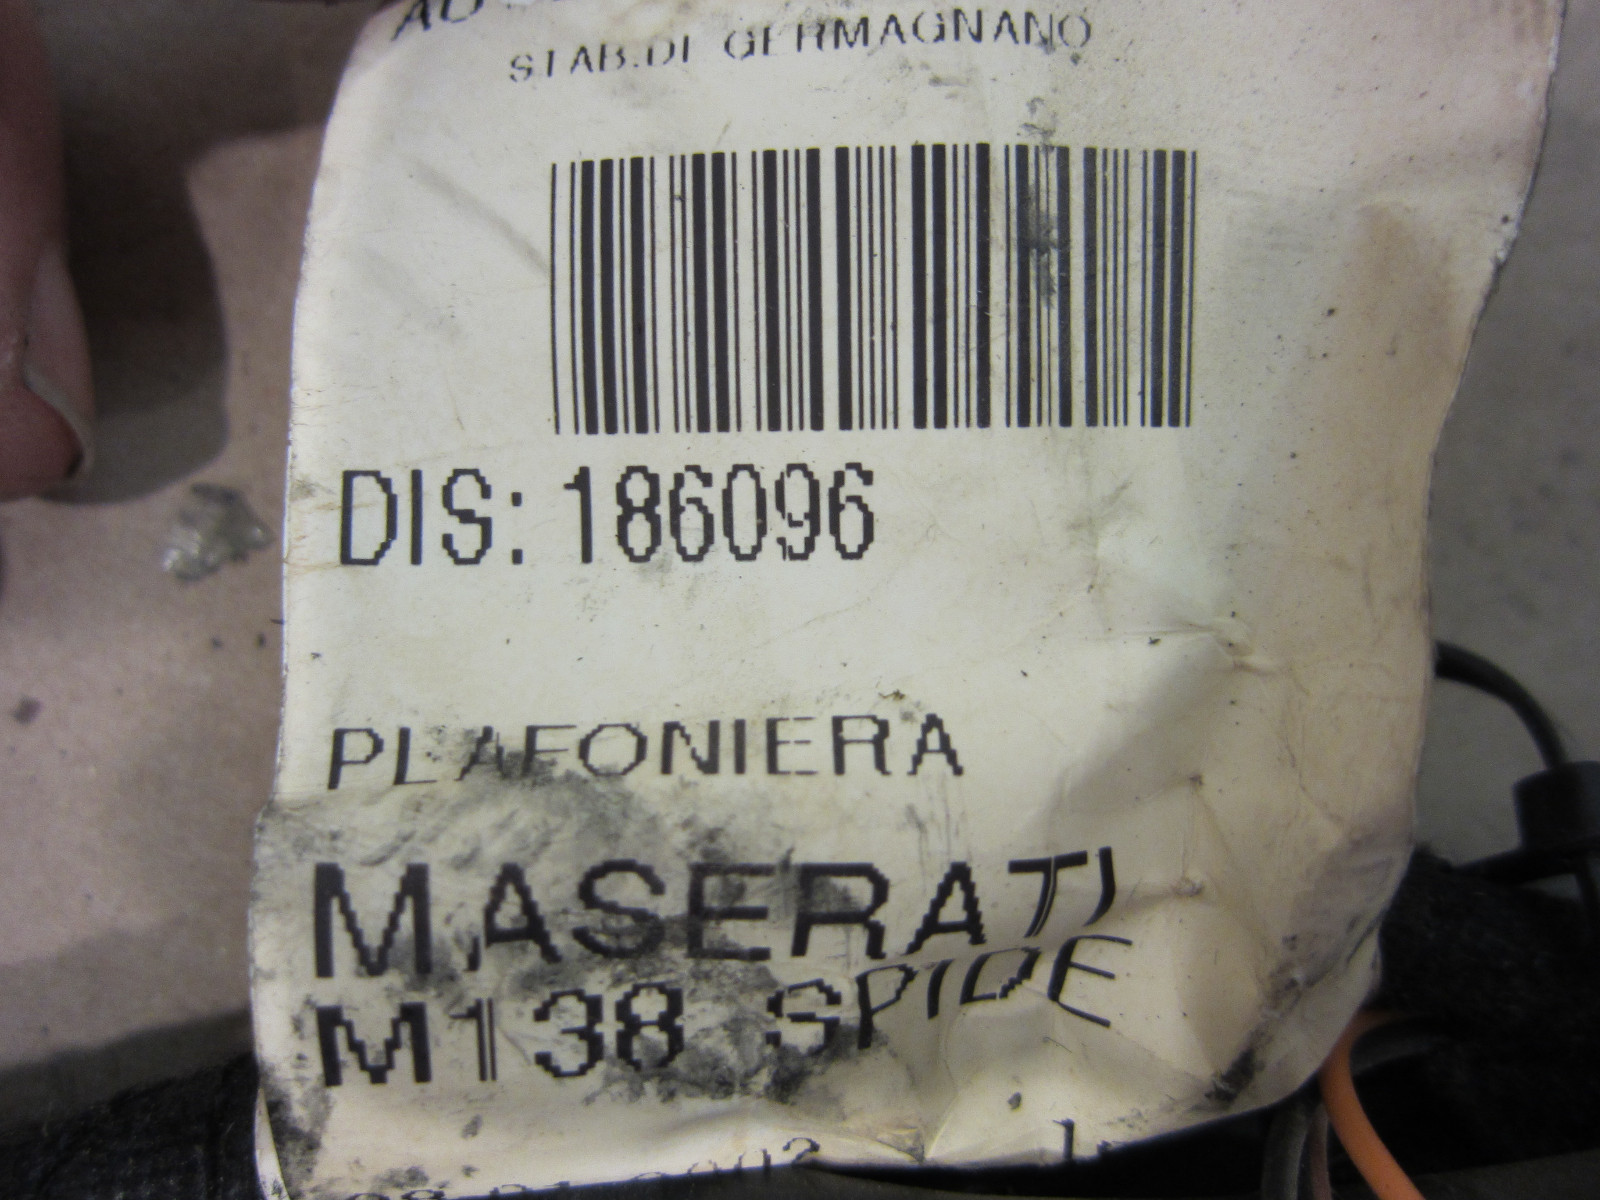 STAB.DI GERMAGNANO
DIS: 186096
PLAFONIERA
MASERATI
M138 SPIDE